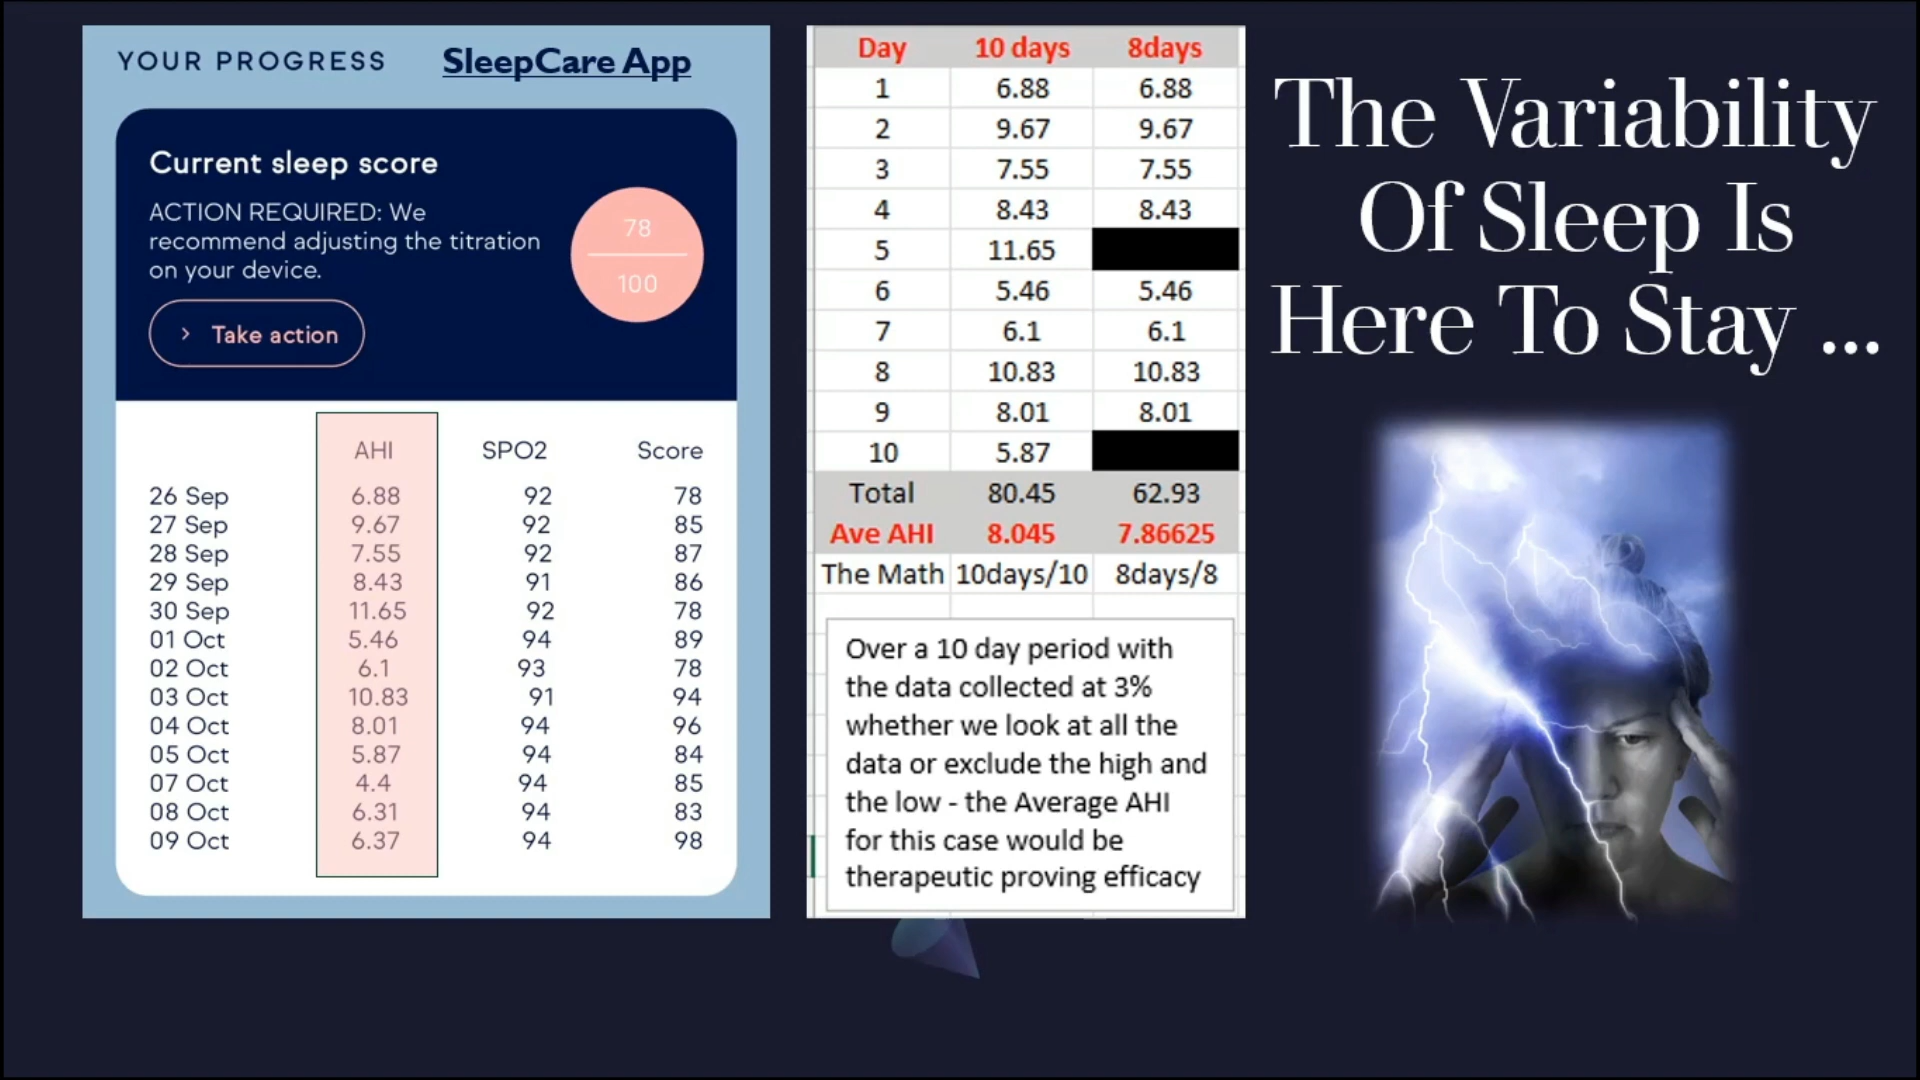 YOUR PROGRESS SleepCare App
Current sleep score
ACTION REQUIRED: We
recommend adjusting the titration
on your device.
78
100
> Take action
AHI SPO2 Score
26 Sep 6.88 92 78
27 Sep 9.67 92 85
28 Sep 7.55 92 87
29 Sep 8.43 91 86
30 Sep 11.65 92 78
01 Oct 5.46 94 89
02 Oct 6.1 93 78
03 Oct 10.83 91 94
04 Oct 8.01 94 96
05 Oct 5.87 94 84
07 Oct 4.4 94 85
08 Oct 6.31 94 83
09 Oct 6.37 94 98
Day 10 days 8days
1 6.88 6.88
2 9.67 9.67
3 7.55 7.55
4 8.43 8.43
5 11.65
6 5.46 5.46
7 6.1 6.1
8 10.83 10.83
9 8.01 8.01
10 5.87
Total 80.45 62.93
Ave AHI 8.045 7.86625
The Math 10days/10 8days/8
Over a 10 day period with
the data collected at 3%
whether we look at all the
data or exclude the high and
the low - the Average AHI
for this case would be
therapeutic proving efficacy
The Variability
Of Sleep Is
Here To Stay ...